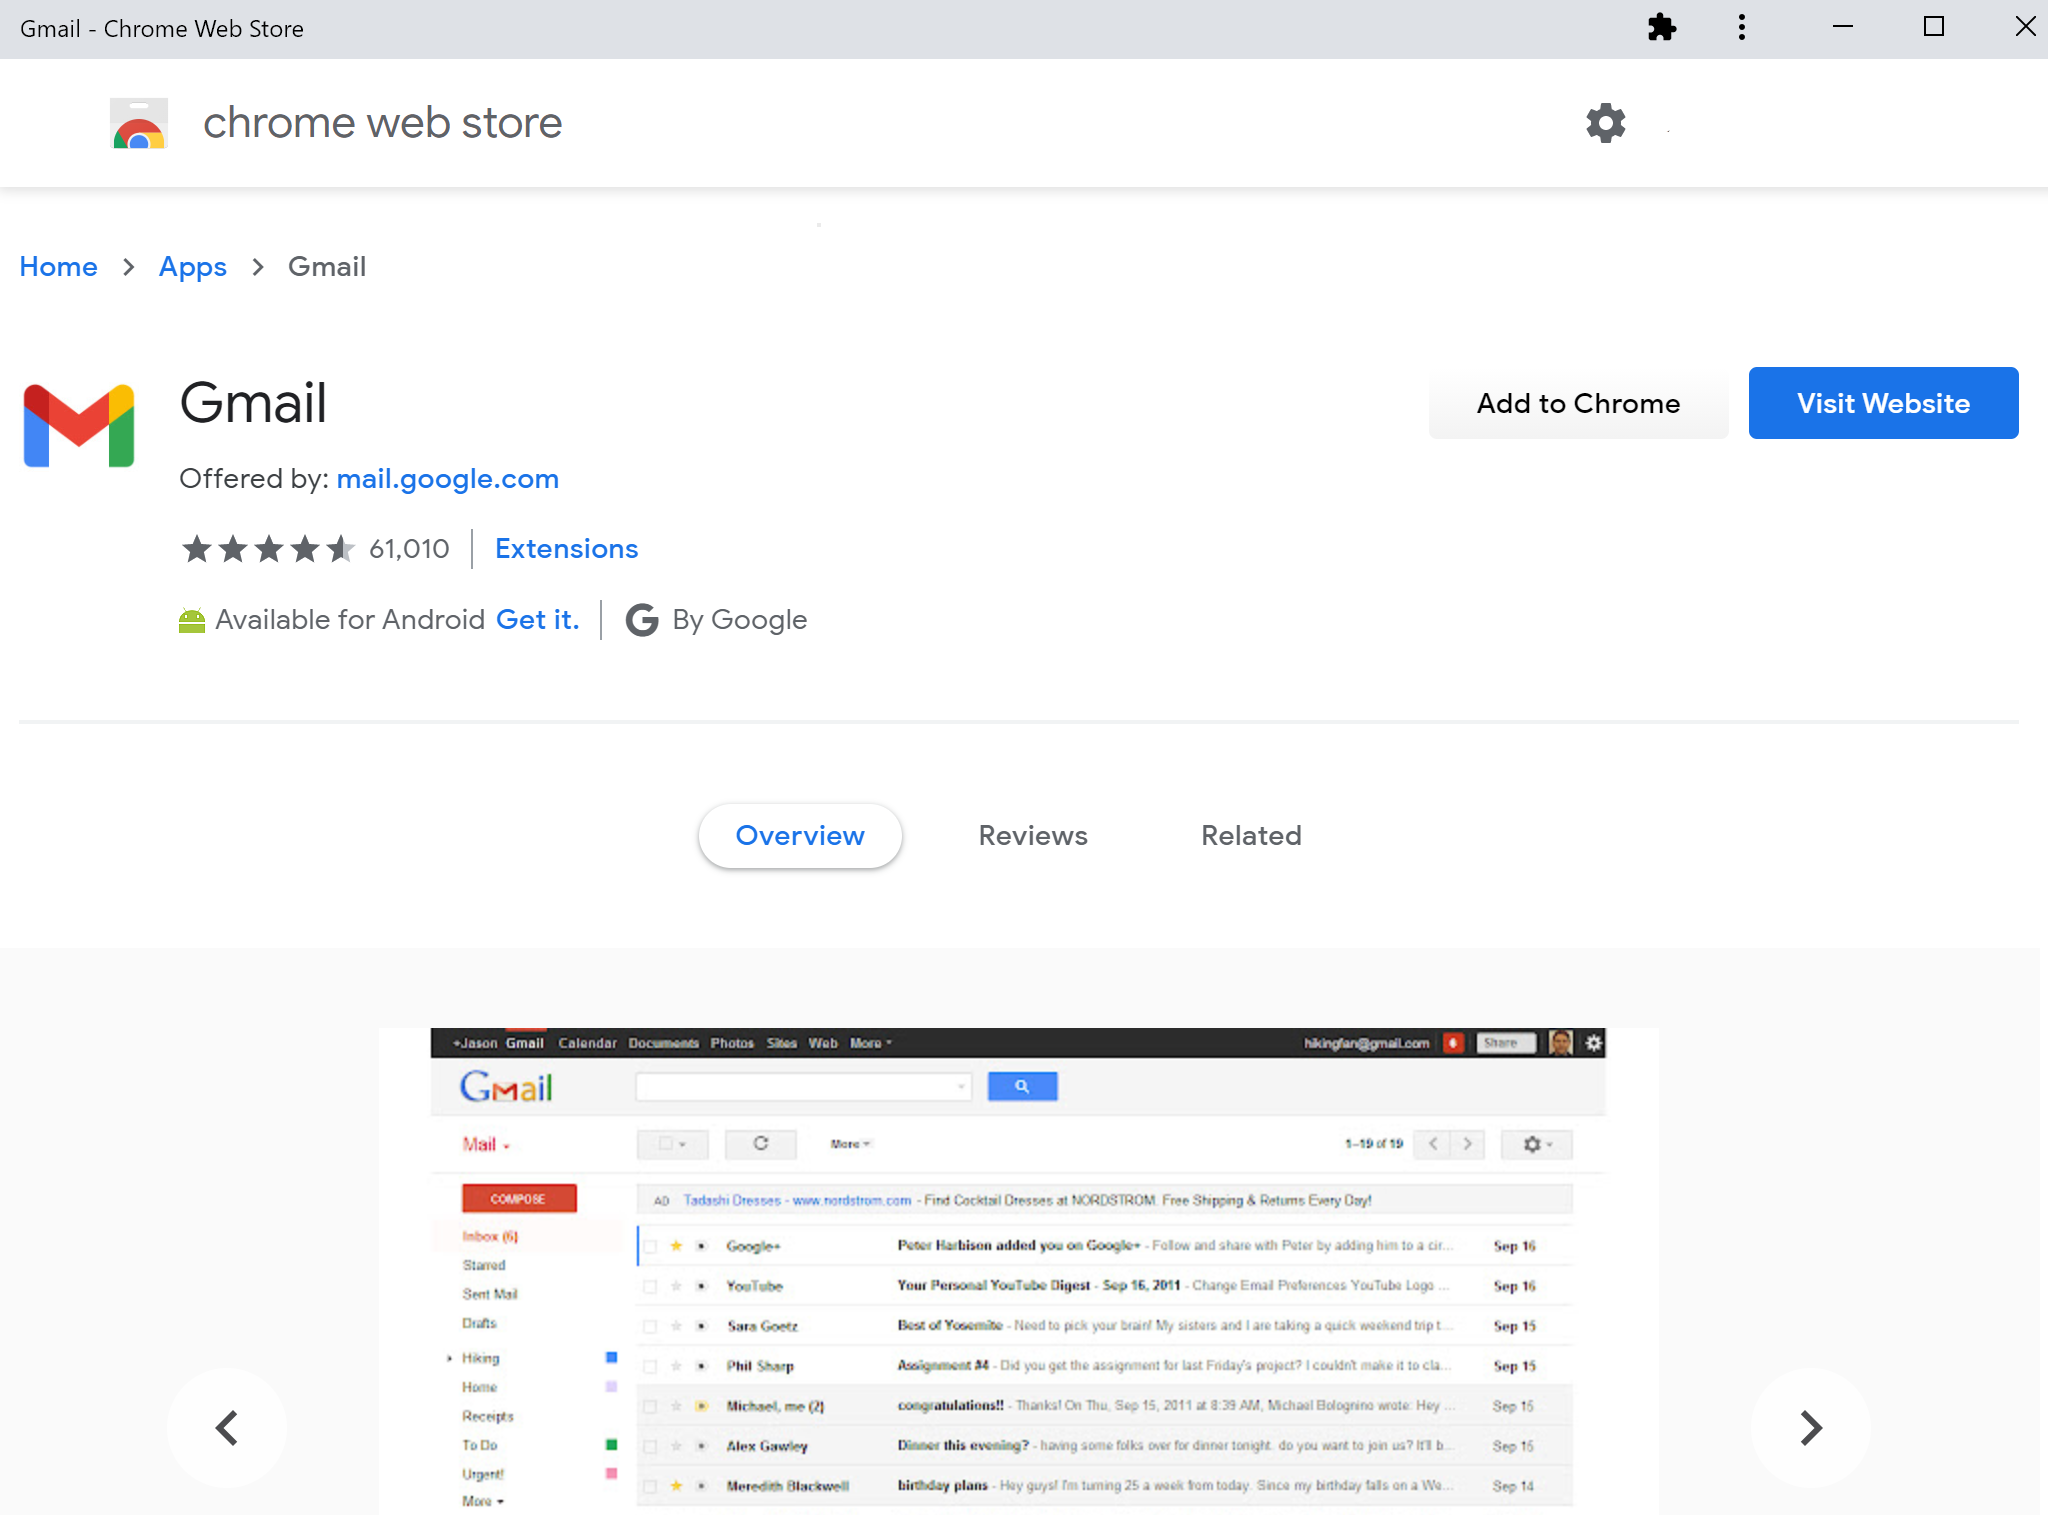 Gmail - Chrome Web Store
chrome web store
Home > Apps > Gmail
Gmail
Add to Chrome
Visit Website
Offered by: mail.google.com
61,010 | Extensions
Available for Android Get it. | By Google
Overview
Reviews
Related
+Jason Gmail Calendar Documents Photos Sites Web More
hikingfan@gmail.com Share
Gmail
Mail
More
1–19 of 19
COMPOSE
AD Tadashi Dresses - www.nordstrom.com - Find Cocktail Dresses at NORDSTROM. Free Shipping & Returns Every Day!
Inbox (6)
Google+ Peter Harbison added you on Google+ - Follow and share with Peter by adding him to a cir... Sep 16
Starred
YouTube Your Personal YouTube Digest - Sep 16, 2011 - Change Email Preferences YouTube Logo ... Sep 16
Sent Mail
Drafts
Sara Goetz Best of Yosemite - Need to pick your brain! My sisters and I are taking a quick weekend trip t... Sep 15
Hiking
Phil Sharp Assignment #4 - Did you get the assignment for last Friday's project? I couldn't make it to cla... Sep 15
Home
Michael, me (2) congratulations!! - Thanks! On Thu, Sep 15, 2011 at 8:39 AM, Michael Bolognino wrote: Hey ... Sep 15
Receipts
To Do
Alex Gawley Dinner this evening? - having some folks over for dinner tonight. do you want to join us? It'll b... Sep 15
Urgent!
Meredith Blackwell birthday plans - Hey guys! I'm turning 25 a week from today. Since my birthday falls on a We... Sep 14
More